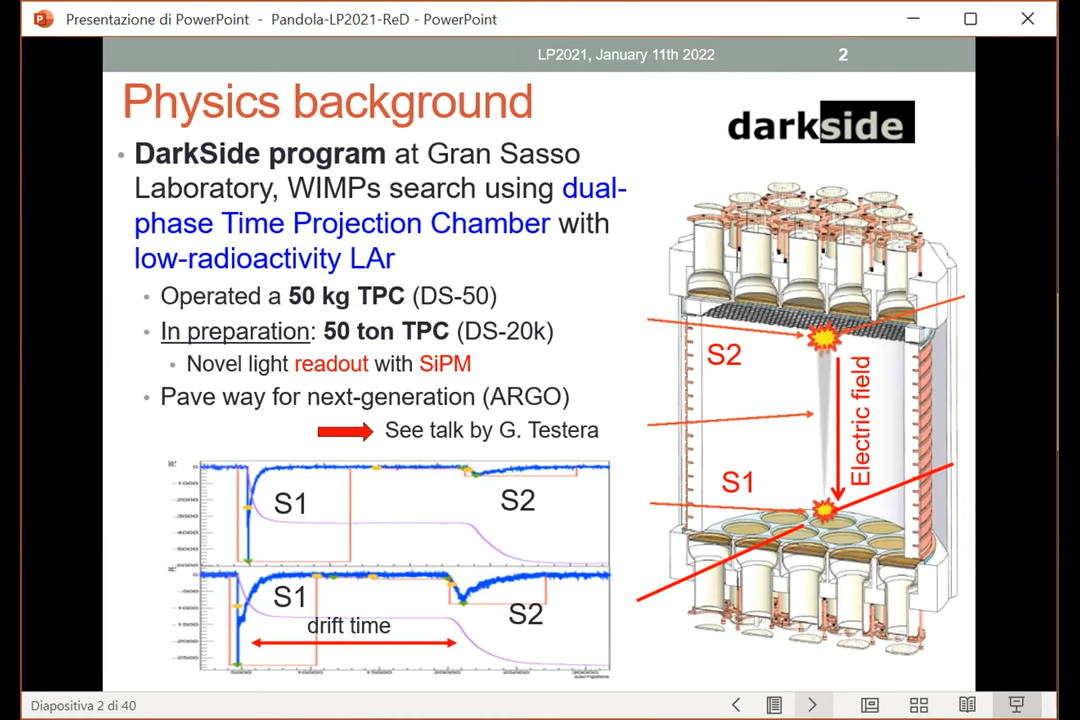 Presentazione di PowerPoint - Pandola-LP2021-ReD - PowerPoint
LP2021, January 11th 2022
2
Physics background
darkside
• DarkSide program at Gran Sasso
Laboratory, WIMPs search using dual-
phase Time Projection Chamber with
low-radioactivity LAr
• Operated a 50 kg TPC (DS-50)
• In preparation: 50 ton TPC (DS-20k)
• Novel light readout with SiPM
• Pave way for next-generation (ARGO)
See talk by G. Testera
S2
Electric field
S1
S1
S2
S1
S2
drift time
Diapositiva 2 di 40